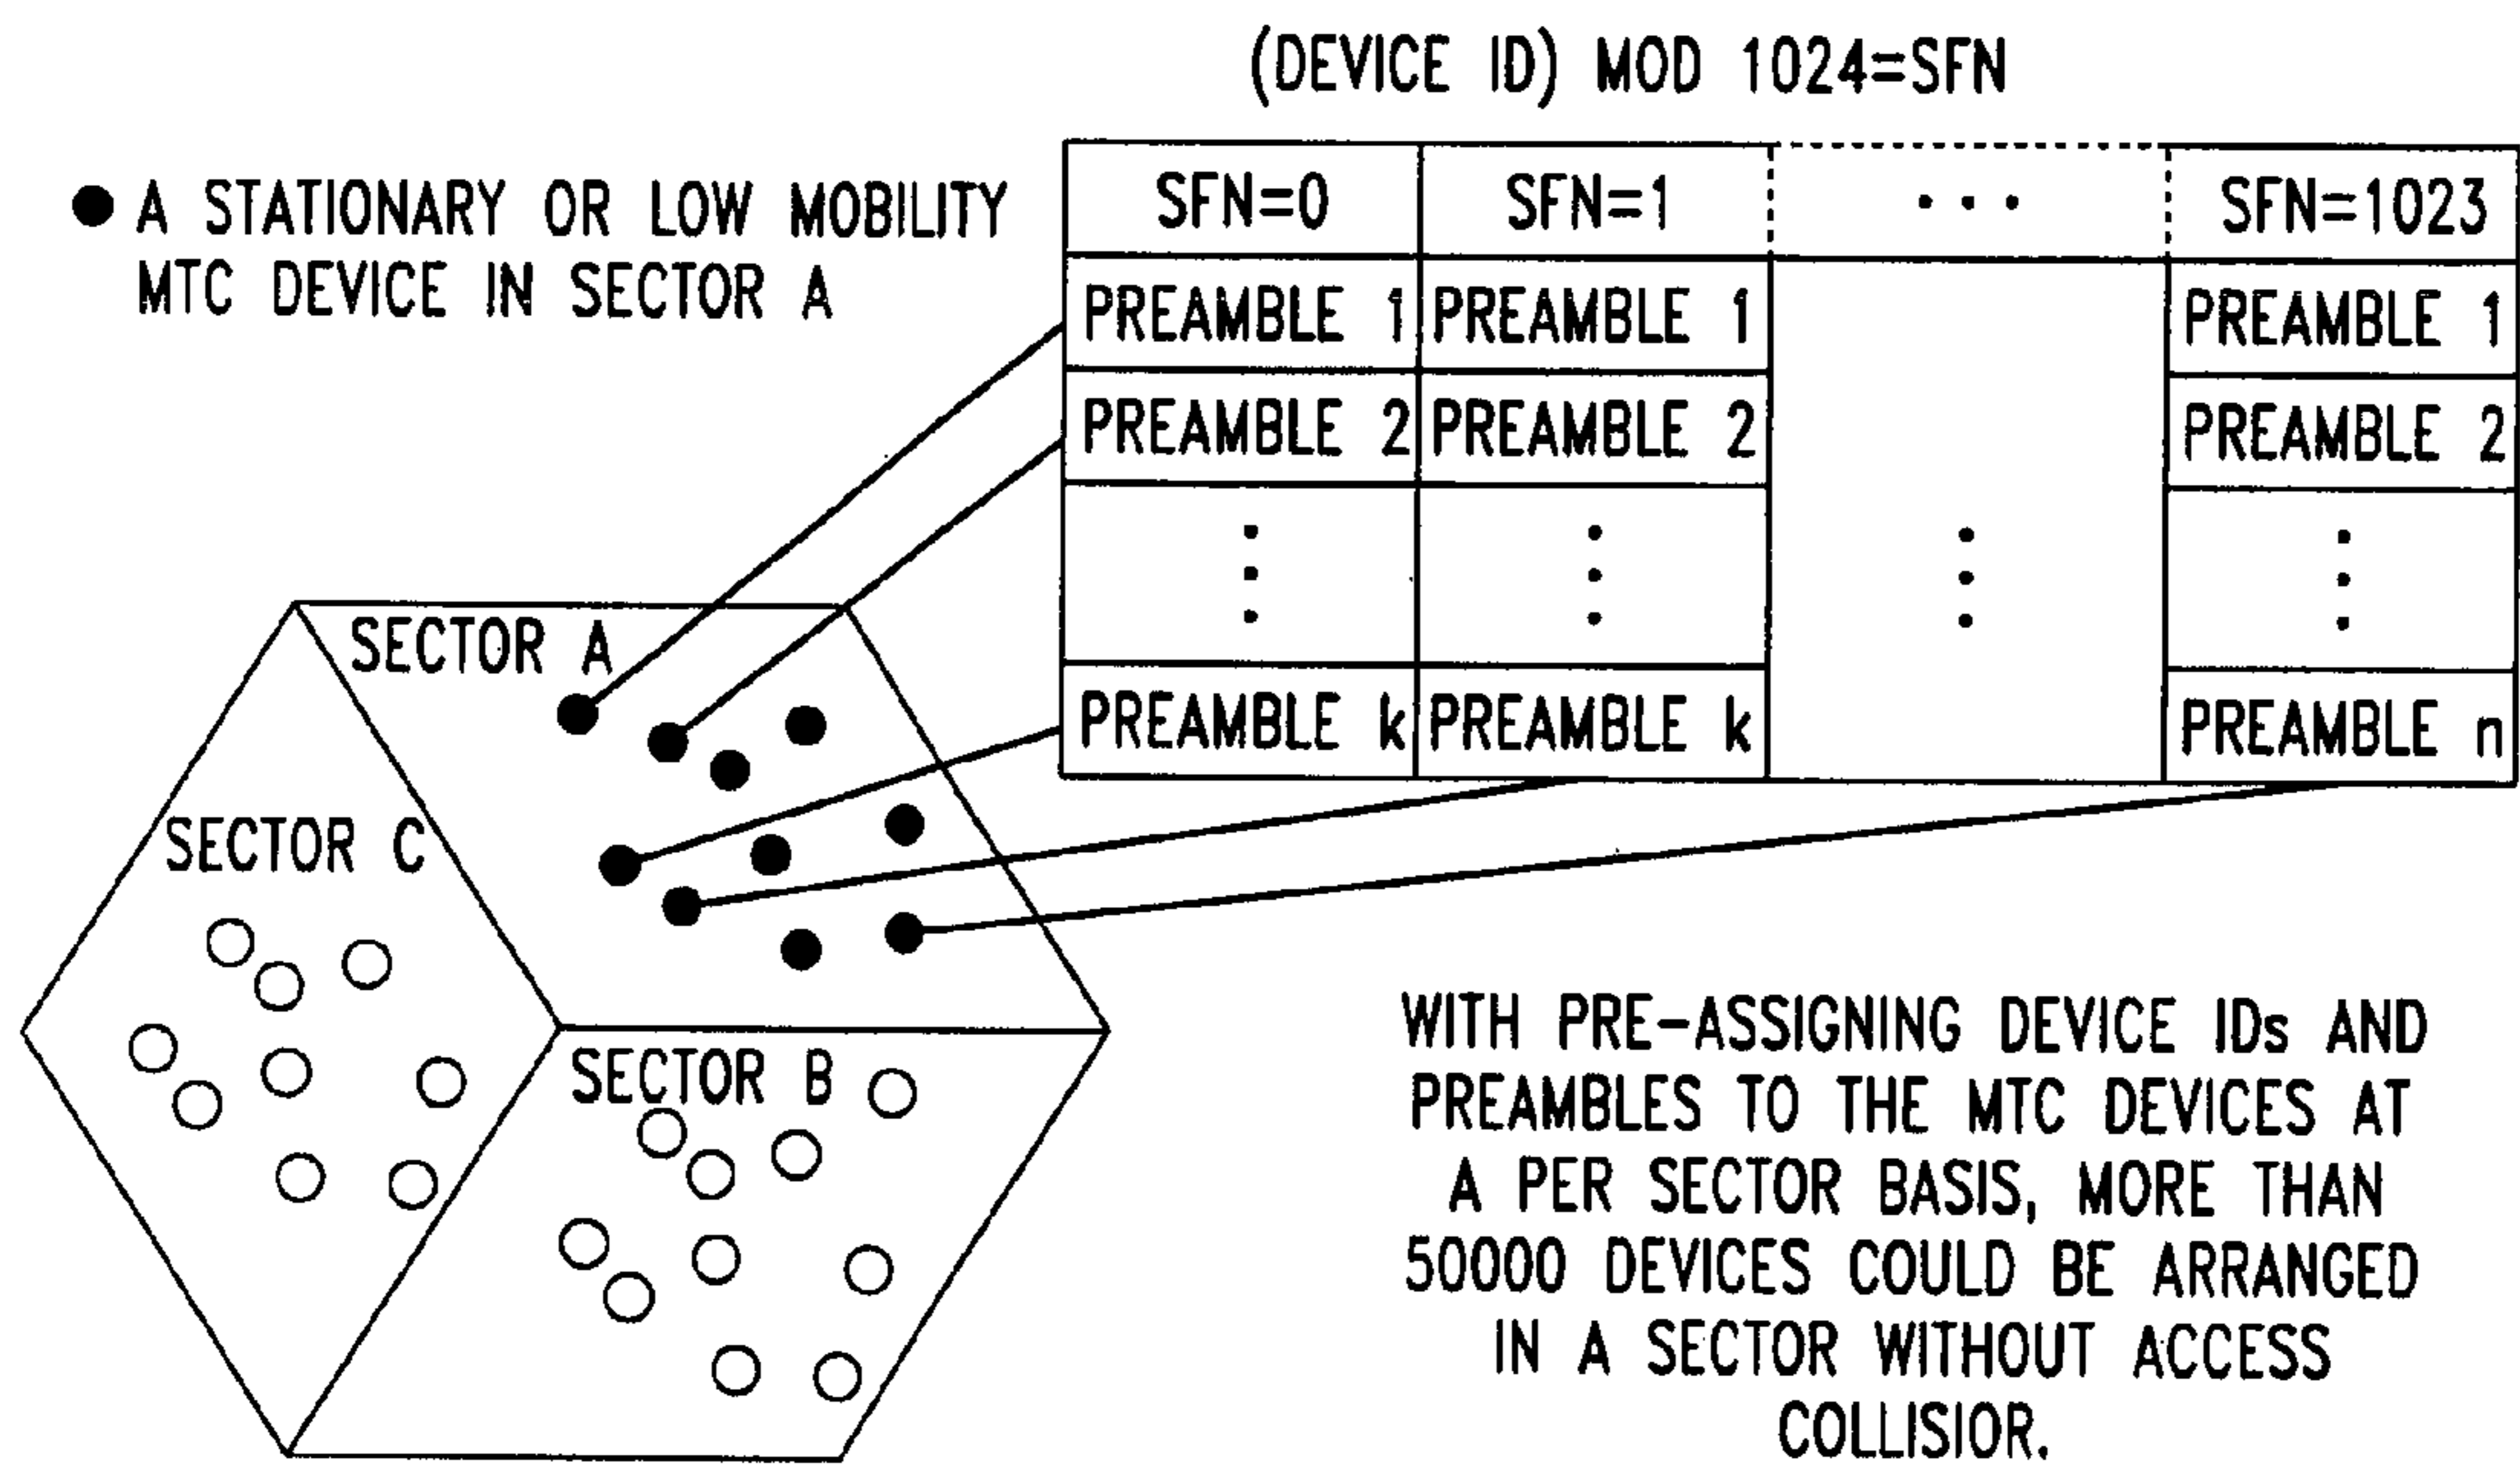 (DEVICE ID) MOD 1024=SFN
A STATIONARY OR LOW MOBILITY
MTC DEVICE IN SECTOR A
SFN=0 SFN=1 ... SFN=1023
PREAMBLE 1 PREAMBLE 1 PREAMBLE 1
PREAMBLE 2 PREAMBLE 2 PREAMBLE 2
PREAMBLE k PREAMBLE k PREAMBLE n
SECTOR A
SECTOR C
SECTOR B
WITH PRE-ASSIGNING DEVICE IDs AND
PREAMBLES TO THE MTC DEVICES AT
A PER SECTOR BASIS, MORE THAN
50000 DEVICES COULD BE ARRANGED
IN A SECTOR WITHOUT ACCESS
COLLISIOR.